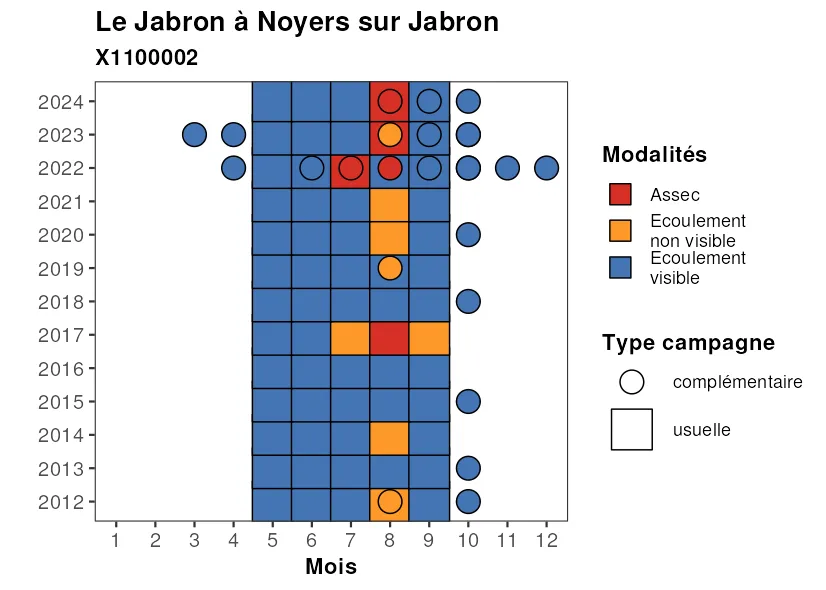 Le Jabron à Noyers sur Jabron
X1100002
2024
2023
2022
2021
2020
2019
2018
2017
2016
2015
2014
2013
2012
1 2 3 4 5 6 7 8 9 10 11 12
Mois
Modalités
Assec
Ecoulement
non visible
Ecoulement
visible
Type campagne
complémentaire
usuelle